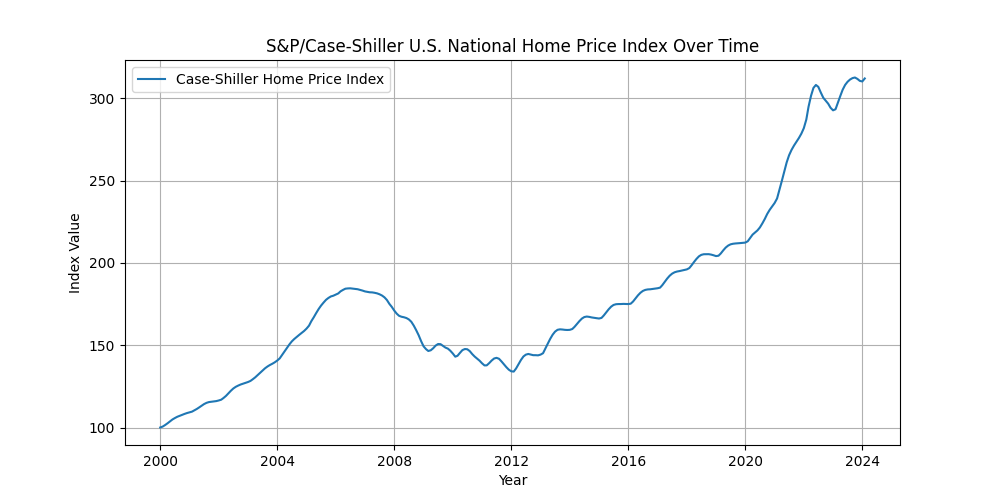 S&P/Case-Shiller U.S. National Home Price Index Over Time
Case-Shiller Home Price Index
Index Value
300
250
200
150
100
2000 2004 2008 2012 2016 2020 2024
Year